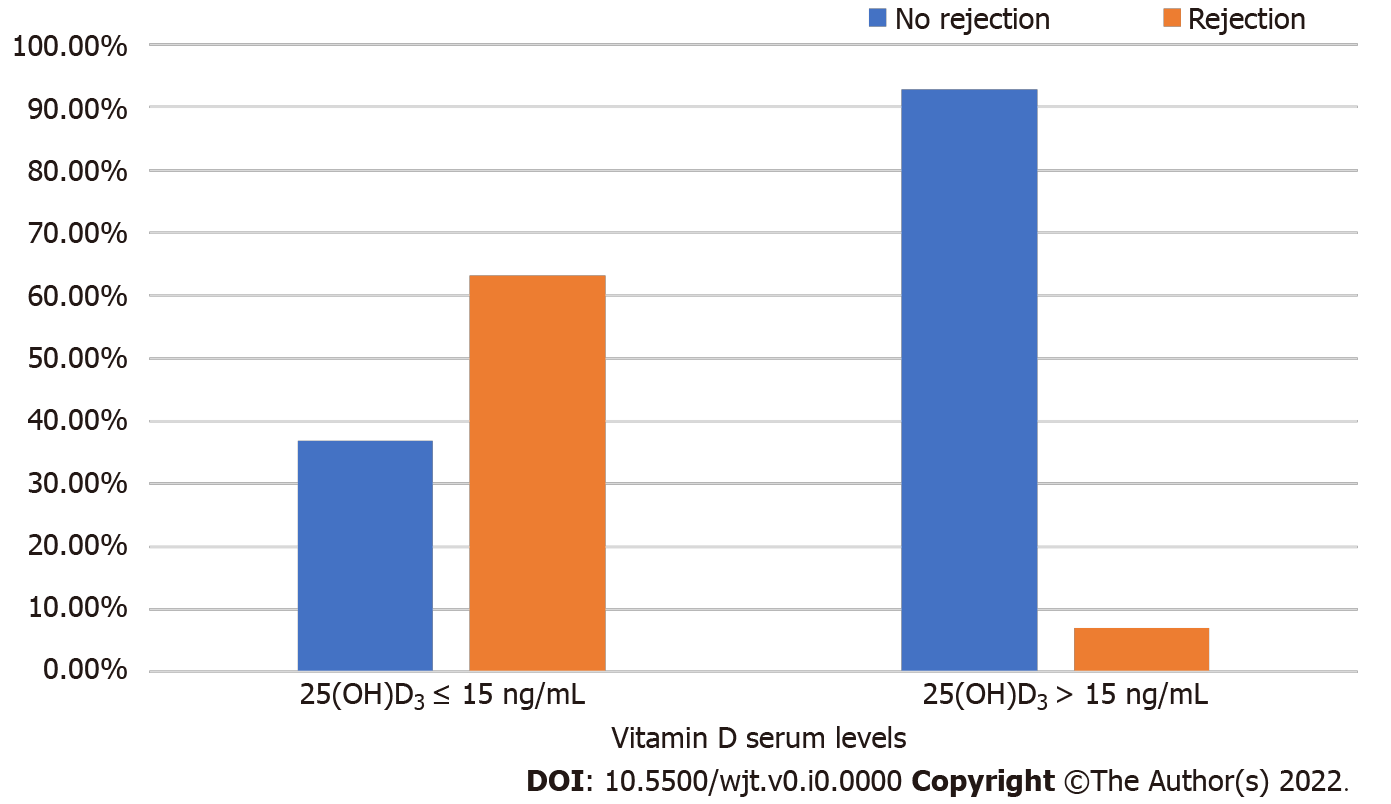 No rejection Rejection
100.00%
90.00%
80.00%
70.00%
60.00%
50.00%
40.00%
30.00%
20.00%
10.00%
0.00%
25(OH)D₃ ≤ 15 ng/mL 25(OH)D₃ > 15 ng/mL
Vitamin D serum levels
DOI: 10.5500/wjt.v0.i0.0000 Copyright ©The Author(s) 2022.